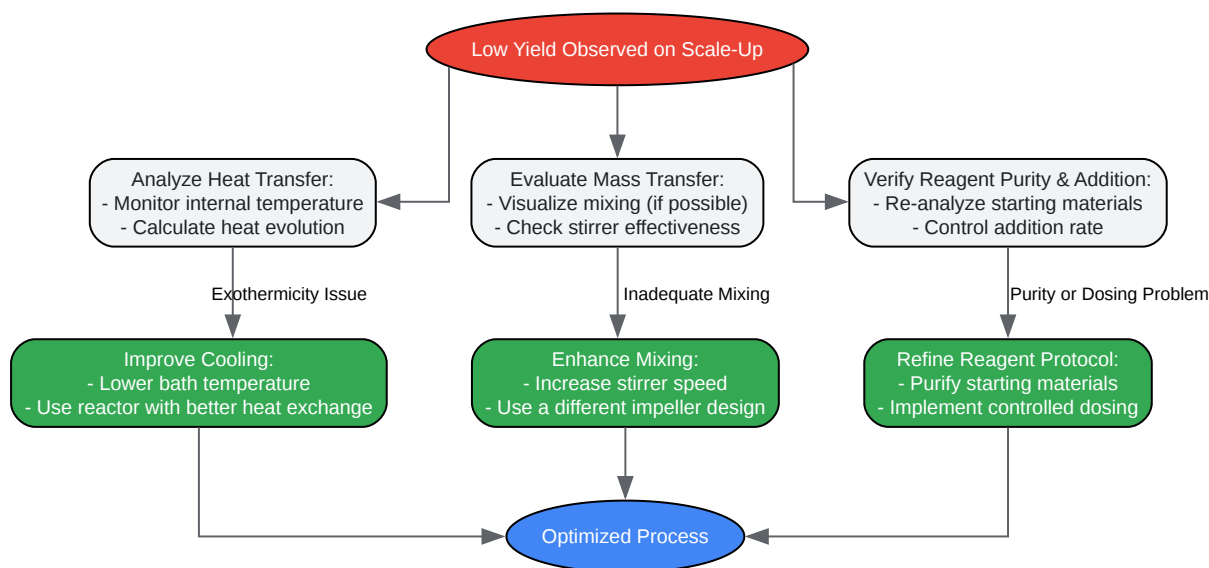 Low Yield Observed on Scale-Up
Analyze Heat Transfer:
- Monitor internal temperature
- Calculate heat evolution
Evaluate Mass Transfer:
- Visualize mixing (if possible)
- Check stirrer effectiveness
Verify Reagent Purity & Addition:
- Re-analyze starting materials
- Control addition rate
Exothermicity Issue
Inadequate Mixing
Purity or Dosing Problem
Improve Cooling:
- Lower bath temperature
- Use reactor with better heat exchange
Enhance Mixing:
- Increase stirrer speed
- Use a different impeller design
Refine Reagent Protocol:
- Purify starting materials
- Implement controlled dosing
Optimized Process